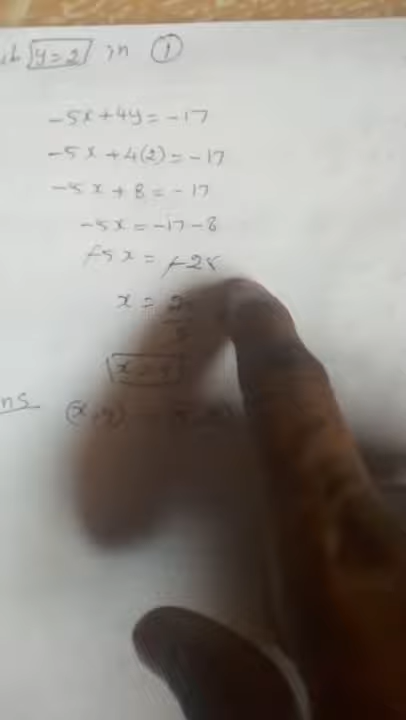 y=2 in ①
-5x+4y=-17
-5x+4(2)=-17
-5x+8=-17
-5x=-17-8
-5x=-25
x=
(x,y)